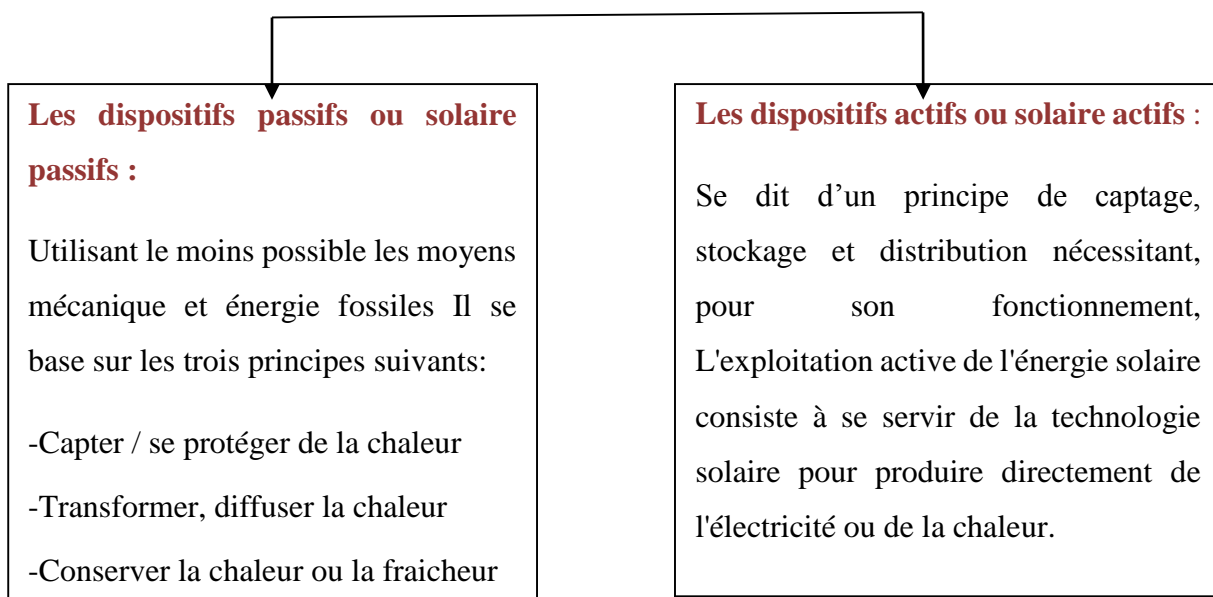 Les dispositifs passifs ou solaire
passifs :
Utilisant le moins possible les moyens
mécanique et énergie fossiles Il se
base sur les trois principes suivants:
-Capter / se protéger de la chaleur
-Transformer, diffuser la chaleur
-Conserver la chaleur ou la fraicheur
Les dispositifs actifs ou solaire actifs :
Se dit d’un principe de captage,
stockage et distribution nécessitant,
pour son fonctionnement,
L'exploitation active de l'énergie solaire
consiste à se servir de la technologie
solaire pour produire directement de
l'électricité ou de la chaleur.